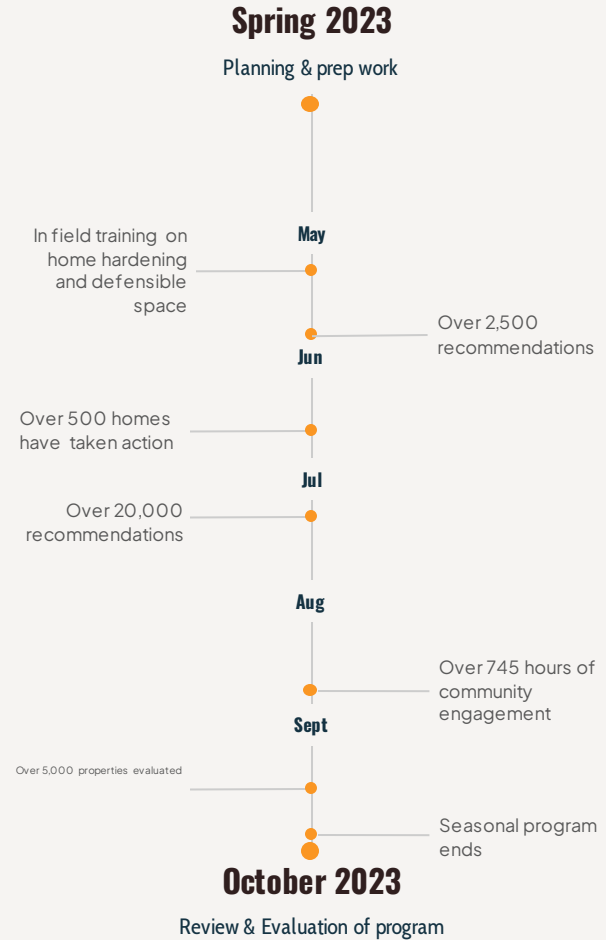 Spring 2023
Planning & prep work
May
In field training on
home hardening
and defensible
space
Over 2,500
recommendations
Jun
Over 500 homes
have taken action
Jul
Over 20,000
recommendations
Aug
Over 745 hours of
community
engagement
Sept
Over 5,000 properties evaluated
Seasonal program
ends
October 2023
Review & Evaluation of program